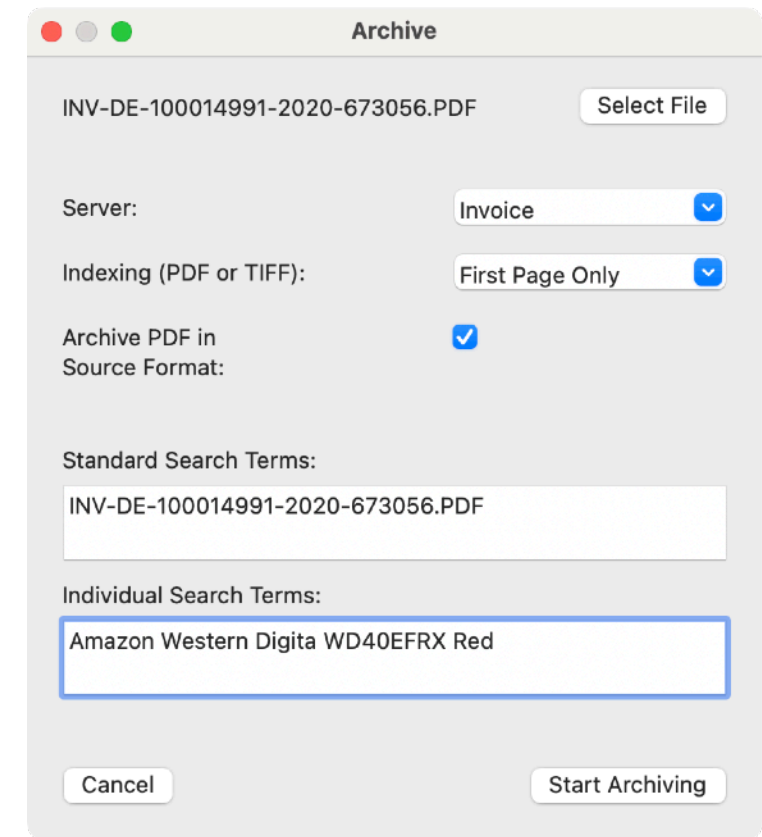 Archive
INV-DE-100014991-2020-673056.PDF
Select File
Server:
Invoice
Indexing (PDF or TIFF):
First Page Only
Archive PDF in
Source Format:
Standard Search Terms:
INV-DE-100014991-2020-673056.PDF
Individual Search Terms:
Amazon Western Digita WD40EFRX Red
Cancel
Start Archiving